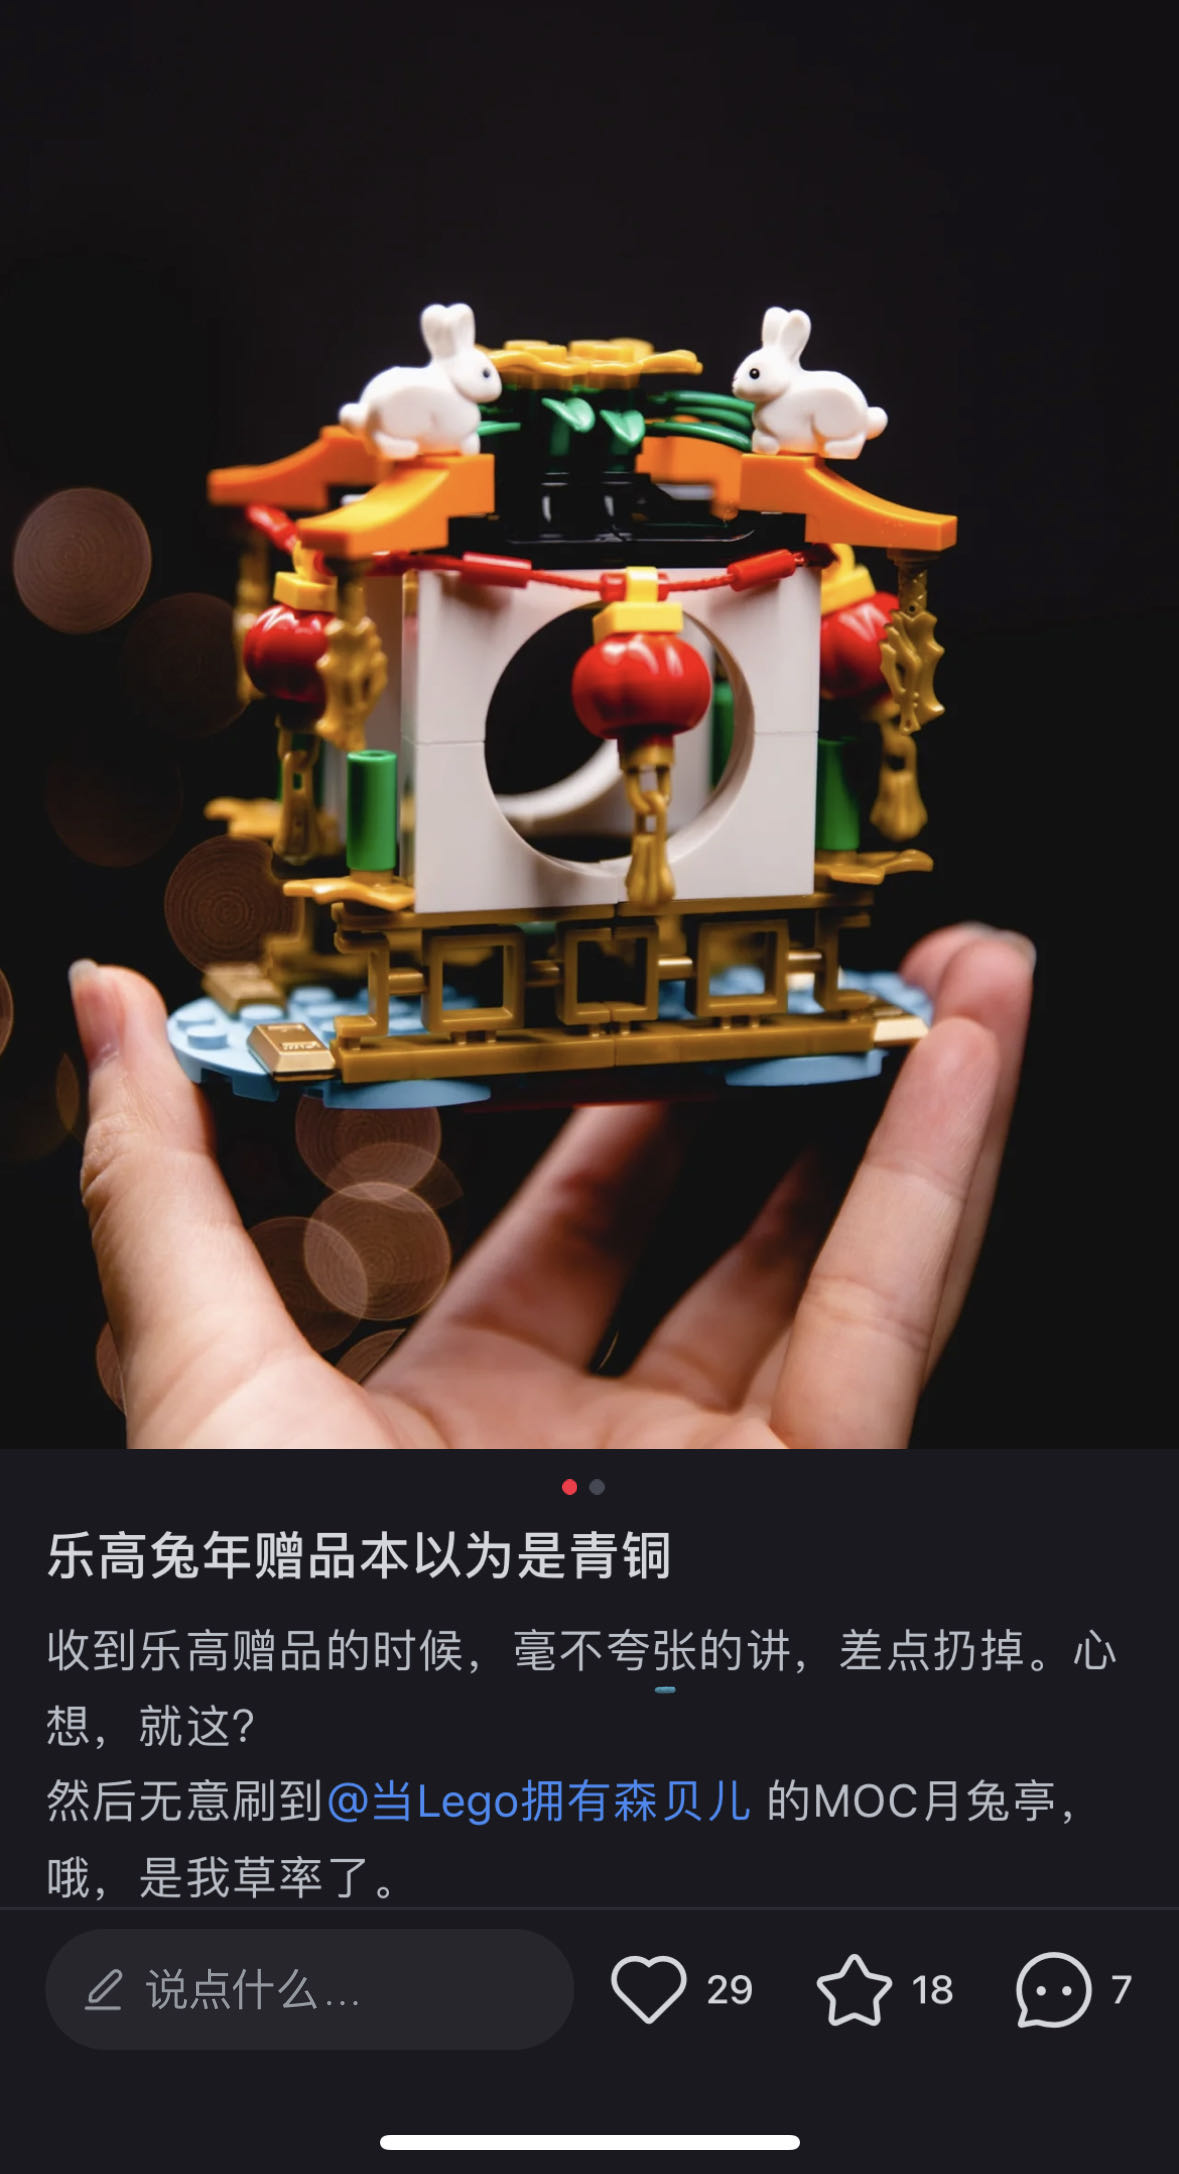 乐高兔年赠品本以为是青铜
收到乐高赠品的时候，毫不夸张的讲，差点扔掉。心
想，就这？
然后无意刷到@当Lego拥有森贝儿 的MOC月兔亭，
哦，是我草率了。
说点什么...
29
18
7